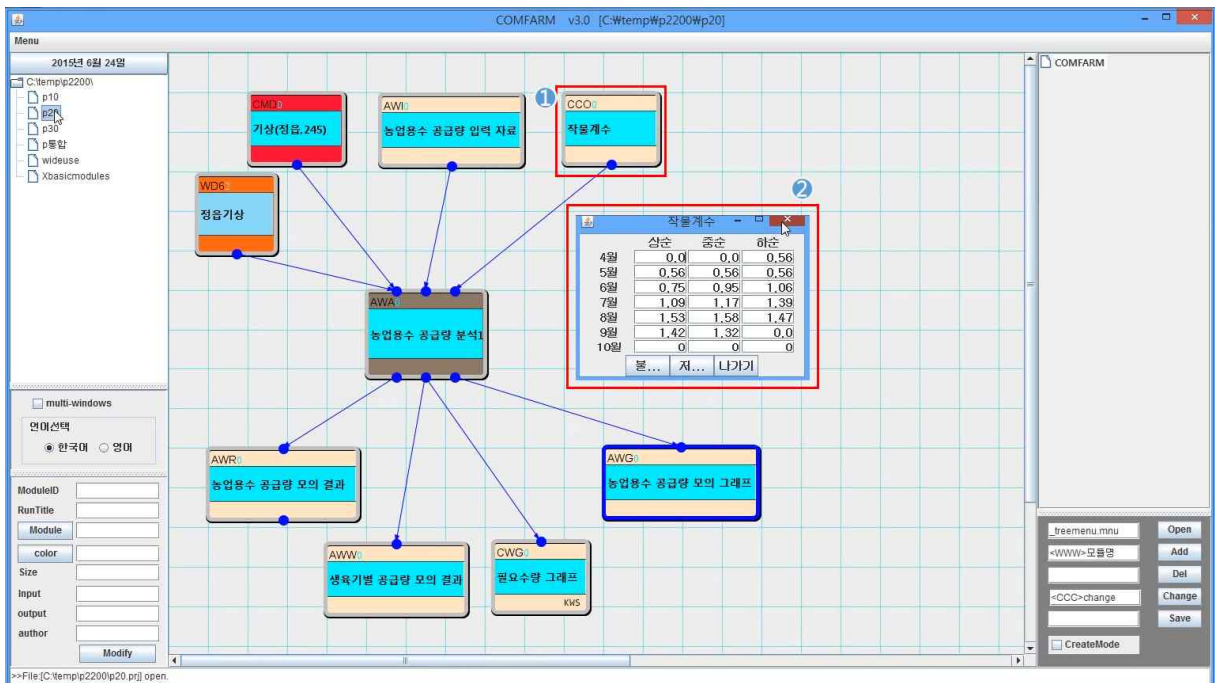 COMFARM v3.0 [C:₩temp₩p2200₩p20]
Menu
2015년 6월 24일
C:\temp\p2200\
p10
p20
p30
p통합
wideuse
Xbasicmodules
multi-windows
언어선택
한국어 영어
ModuleID
RunTitle
Module
color
Size
Input
output
author
Modify
CMD0
기상(정읍,245)
AWI0
농업용수 공급량 입력 자료
1
CCO0
작물계수
WD60
정읍기상
2
작물계수
상순 중순 하순
4월 0.0 0.0 0.56
5월 0.56 0.56 0.56
6월 0.75 0.95 1.06
7월 1.09 1.17 1.39
8월 1.53 1.58 1.47
9월 1.42 1.32 0.0
10월 0 0 0
불... 저... 나가기
AWA0
농업용수 공급량 분석1
AWR0
농업용수 공급량 모의 결과
AWG0
농업용수 공급량 모의 그래프
AWW0
생육기별 공급량 모의 결과
CWG0
필요수량 그래프
KWS
COMFARM
_treemenu.mnu Open
<WWW>모듈명 Add
Del
<CCC>change Change
Save
CreateMode
>>File:[C:\temp\p2200\p20.prj] open.